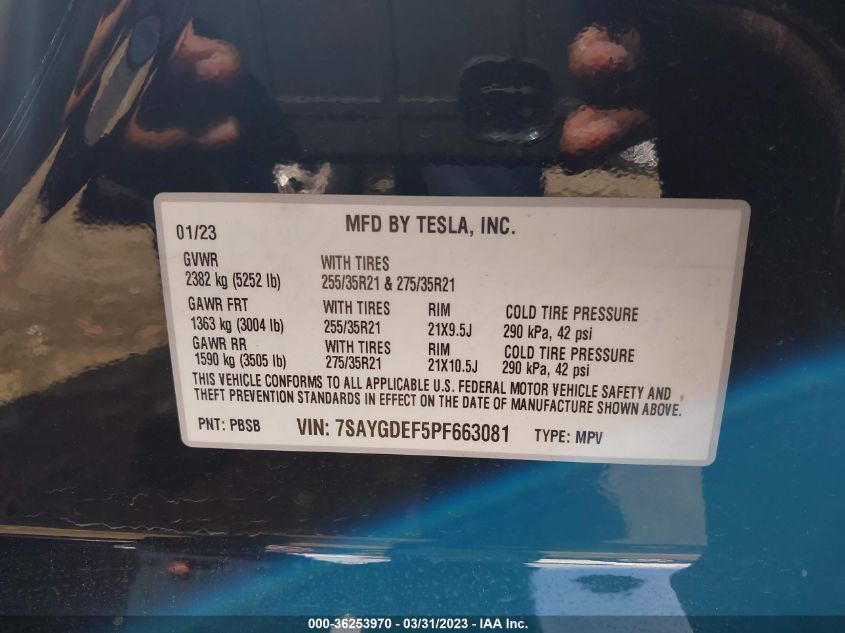 01/23 MFD BY TESLA, INC.
GVWR WITH TIRES
2382 kg (5252 lb) 255/35R21 & 275/35R21
GAWR FRT WITH TIRES RIM COLD TIRE PRESSURE
1363 kg (3004 lb) 255/35R21 21X9.5J 290 kPa, 42 psi
GAWR RR WITH TIRES RIM COLD TIRE PRESSURE
1590 kg (3505 lb) 275/35R21 21X10.5J 290 kPa, 42 psi
THIS VEHICLE CONFORMS TO ALL APPLICABLE U.S. FEDERAL MOTOR VEHICLE SAFETY AND
THEFT PREVENTION STANDARDS IN EFFECT ON THE DATE OF MANUFACTURE SHOWN ABOVE.
PNT: PBSB VIN: 7SAYGDEF5PF663081 TYPE: MPV
000-36253970 - 03/31/2023 - IAA Inc.